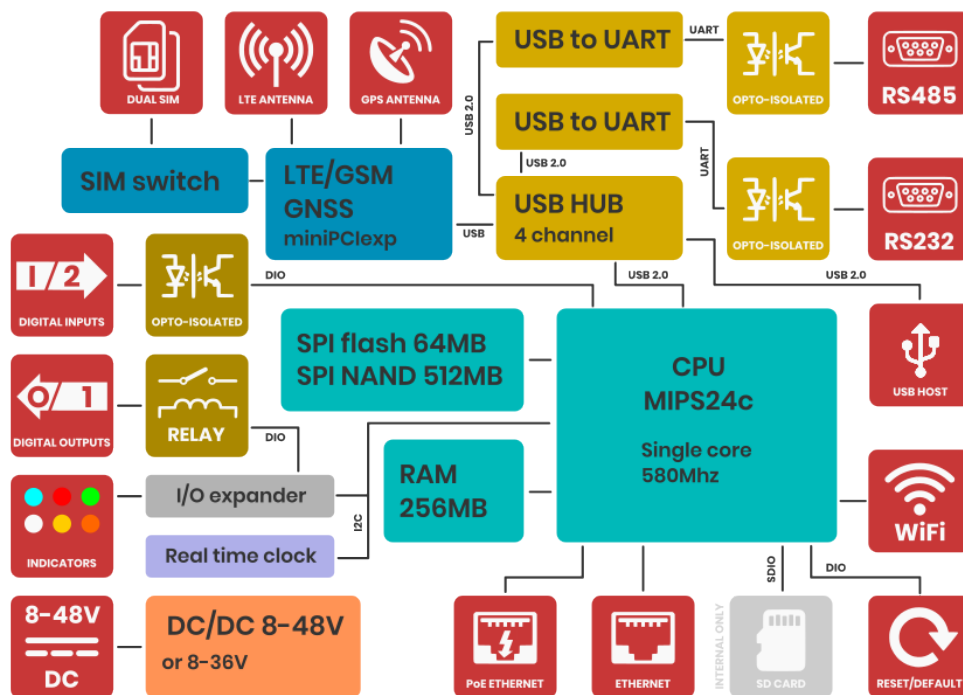 DUAL SIM
LTE ANTENNA
GPS ANTENNA
USB 2.0
USB to UART
UART
OPTO-ISOLATED
RS485
USB to UART
USB 2.0
UART
SIM switch
LTE/GSM
GNSS
miniPCIexp
USB
USB HUB
4 channel
OPTO-ISOLATED
RS232
1/2
DIGITAL INPUTS
OPTO-ISOLATED
DIO
USB 2.0
USB 2.0
SPI flash 64MB
SPI NAND 512MB
CPU
MIPS24c
Single core
580Mhz
USB HOST
0/1
DIGITAL OUTPUTS
RELAY
DIO
RAM
256MB
I/O expander
I2C
INDICATORS
Real time clock
WiFi
SDIO
DIO
8-48V
DC
DC/DC 8-48V
or 8-36V
PoE ETHERNET
ETHERNET
INTERNAL ONLY
SD CARD
RESET/DEFAULT